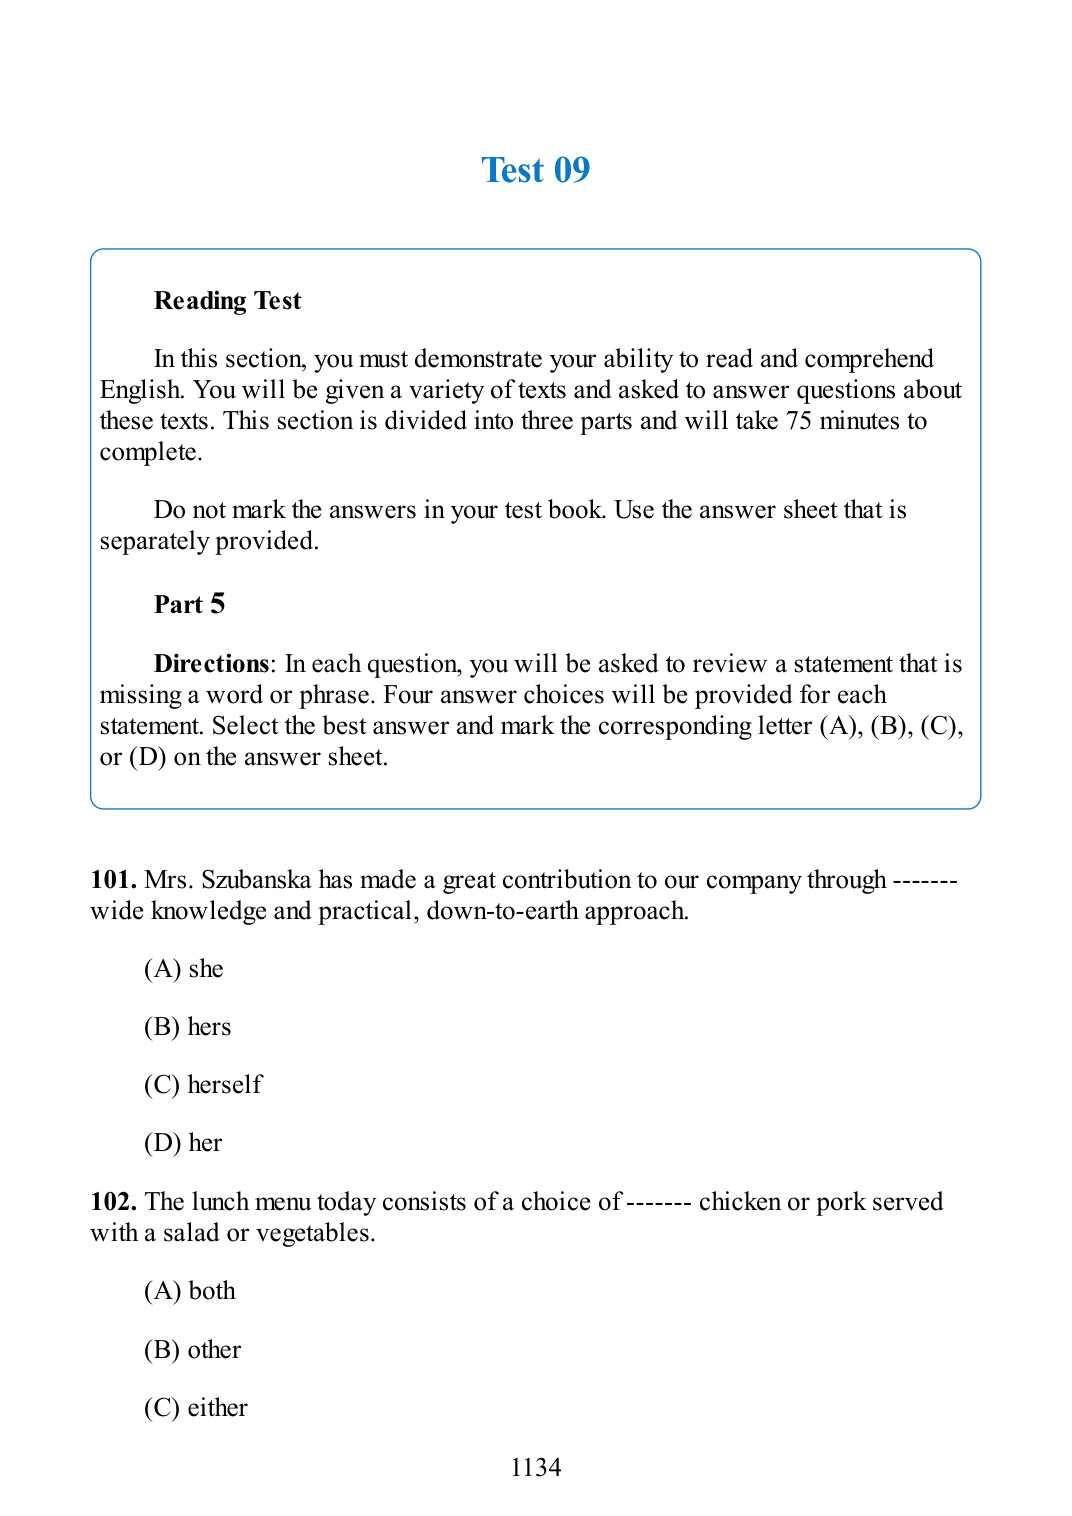 Test 09
Reading Test
In this section, you must demonstrate your ability to read and comprehend
English. You will be given a variety of texts and asked to answer questions about
these texts. This section is divided into three parts and will take 75 minutes to
complete.
Do not mark the answers in your test book. Use the answer sheet that is
separately provided.
Part 5
Directions: In each question, you will be asked to review a statement that is
missing a word or phrase. Four answer choices will be provided for each
statement. Select the best answer and mark the corresponding letter (A), (B), (C),
or (D) on the answer sheet.
101. Mrs. Szubanska has made a great contribution to our company through -------
wide knowledge and practical, down-to-earth approach.
(A) she
(B) hers
(C) herself
(D) her
102. The lunch menu today consists of a choice of ------- chicken or pork served
with a salad or vegetables.
(A) both
(B) other
(C) either
1134